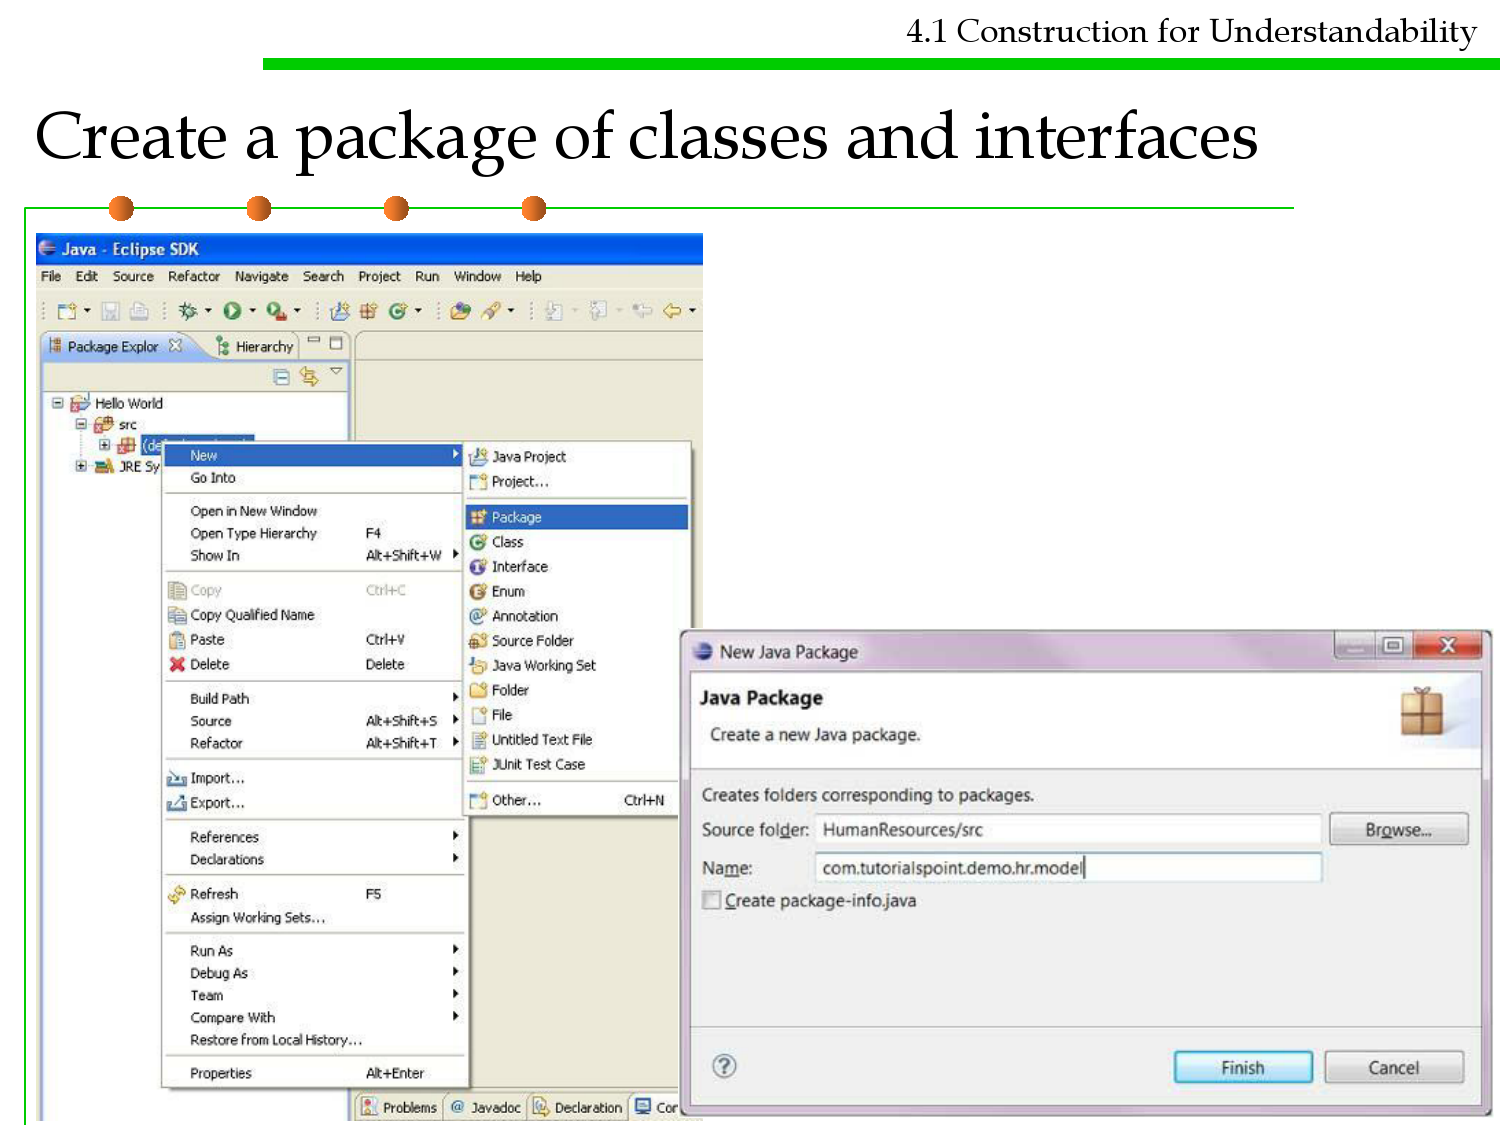 4.1 Construction for Understandability
Create a package of classes and interfaces
Java - Eclipse SDK
File Edit Source Refactor Navigate Search Project Run Window Help
Package Explor Hierarchy
Hello World
src
(de
JRE Sy
New
Go Into
Open in New Window
Open Type Hierarchy F4
Show In Alt+Shift+W
Copy Ctrl+C
Copy Qualified Name
Paste Ctrl+V
Delete Delete
Build Path
Source Alt+Shift+S
Refactor Alt+Shift+T
Import...
Export...
References
Declarations
Refresh F5
Assign Working Sets...
Run As
Debug As
Team
Compare With
Restore from Local History...
Properties Alt+Enter
Java Project
Project...
Package
Class
Interface
Enum
Annotation
Source Folder
Java Working Set
Folder
File
Untitled Text File
JUnit Test Case
Other... Ctrl+N
Problems @ Javadoc Declaration Cor
New Java Package
Java Package
Create a new Java package.
Creates folders corresponding to packages.
Source folder: HumanResources/src Browse...
Name: com.tutorialspoint.demo.hr.model
Create package-info.java
Finish Cancel